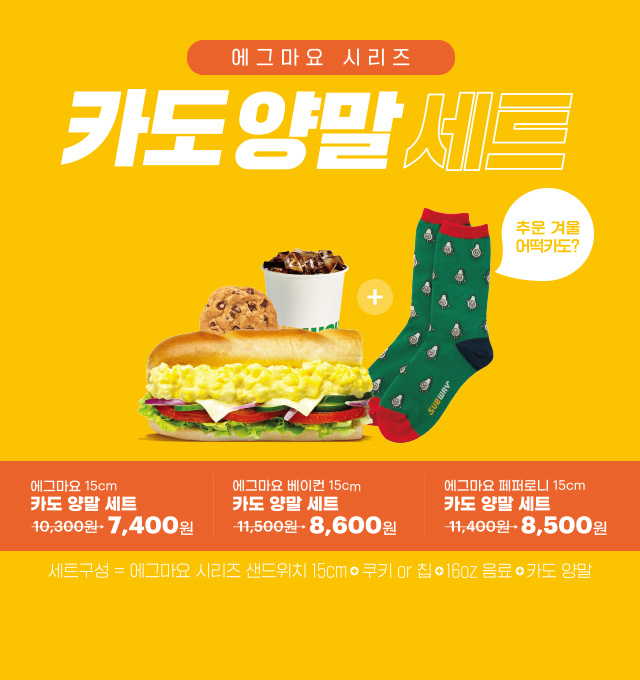 에그마요 시리즈
카도 양말 세트
추운 겨울
어떡카도?
SUBWAY
에그마요 15cm
카도 양말 세트
10,300원→ 7,400원
에그마요 베이컨 15cm
카도 양말 세트
11,500원→ 8,600원
에그마요 페퍼로니 15cm
카도 양말 세트
11,400원→ 8,500원
세트구성 = 에그마요 시리즈 샌드위치 15cm+쿠키 or 칩+16oz 음료+카도 양말